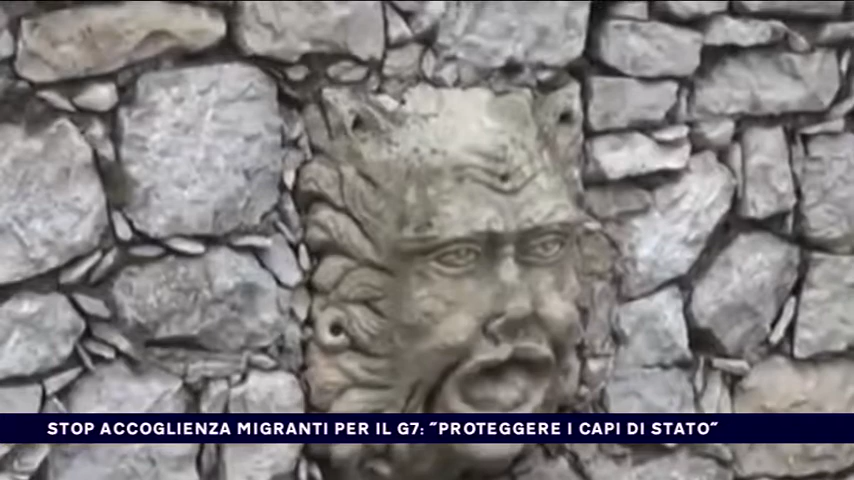 STOP ACCOGLIENZA MIGRANTI PER IL G7: “PROTEGGERE I CAPI DI STATO”